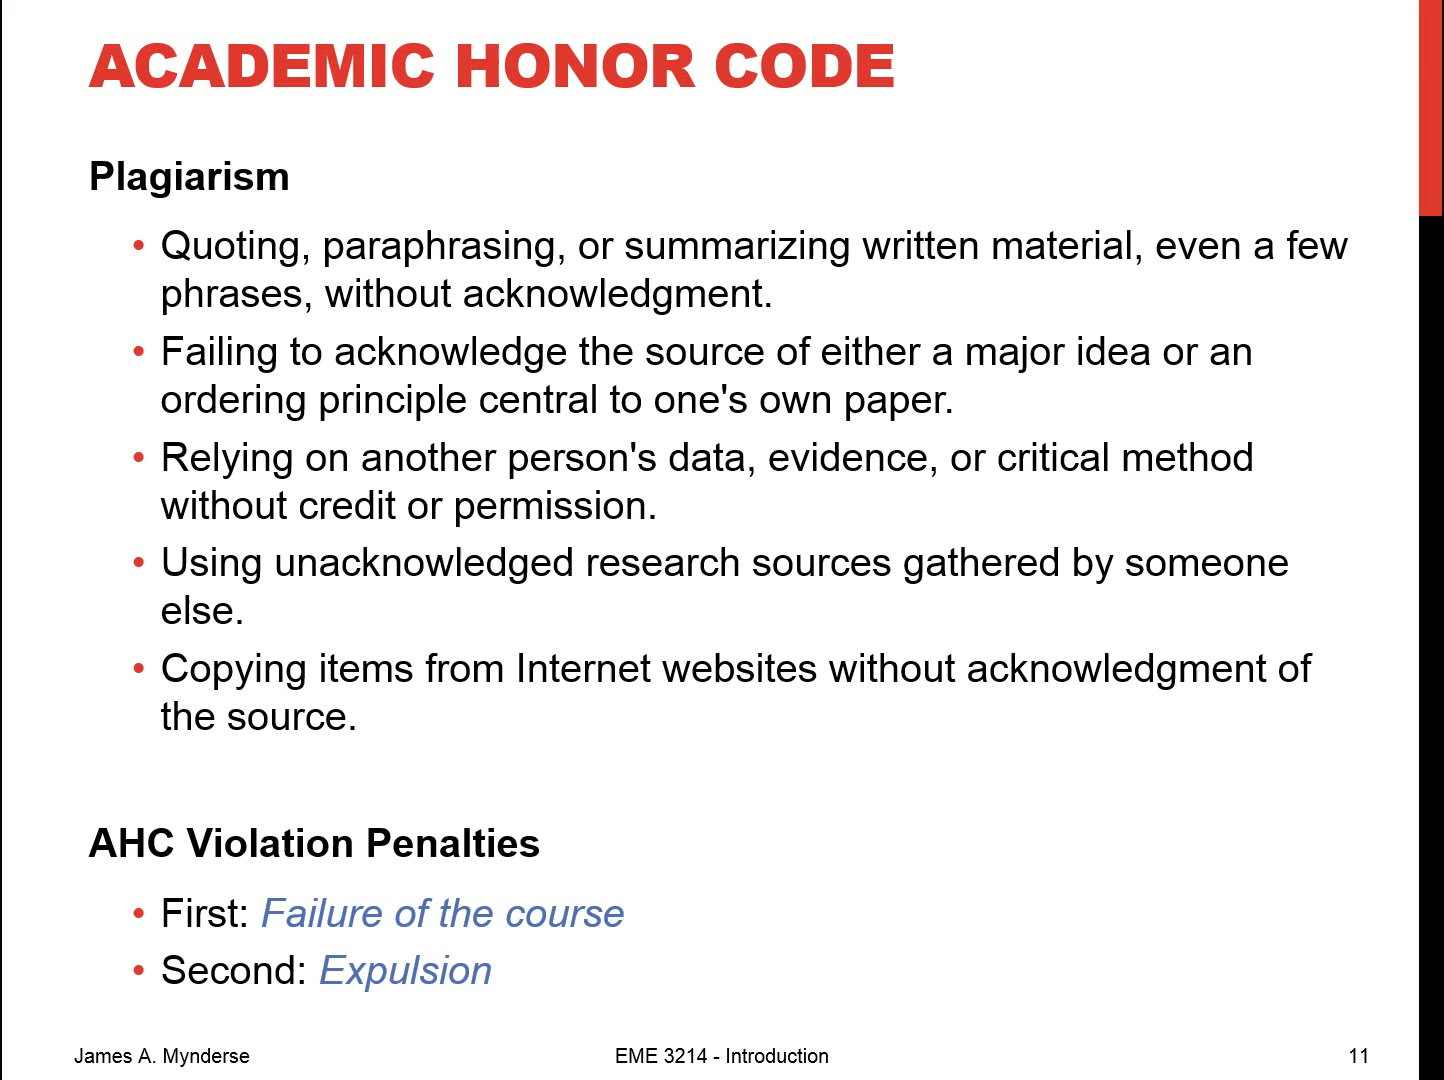 ACADEMIC HONOR CODE
Plagiarism
• Quoting, paraphrasing, or summarizing written material, even a few
phrases, without acknowledgment.
• Failing to acknowledge the source of either a major idea or an
ordering principle central to one's own paper.
• Relying on another person's data, evidence, or critical method
without credit or permission.
• Using unacknowledged research sources gathered by someone
else.
• Copying items from Internet websites without acknowledgment of
the source.
AHC Violation Penalties
• First: Failure of the course
• Second: Expulsion
James A. Mynderse EME 3214 - Introduction 11